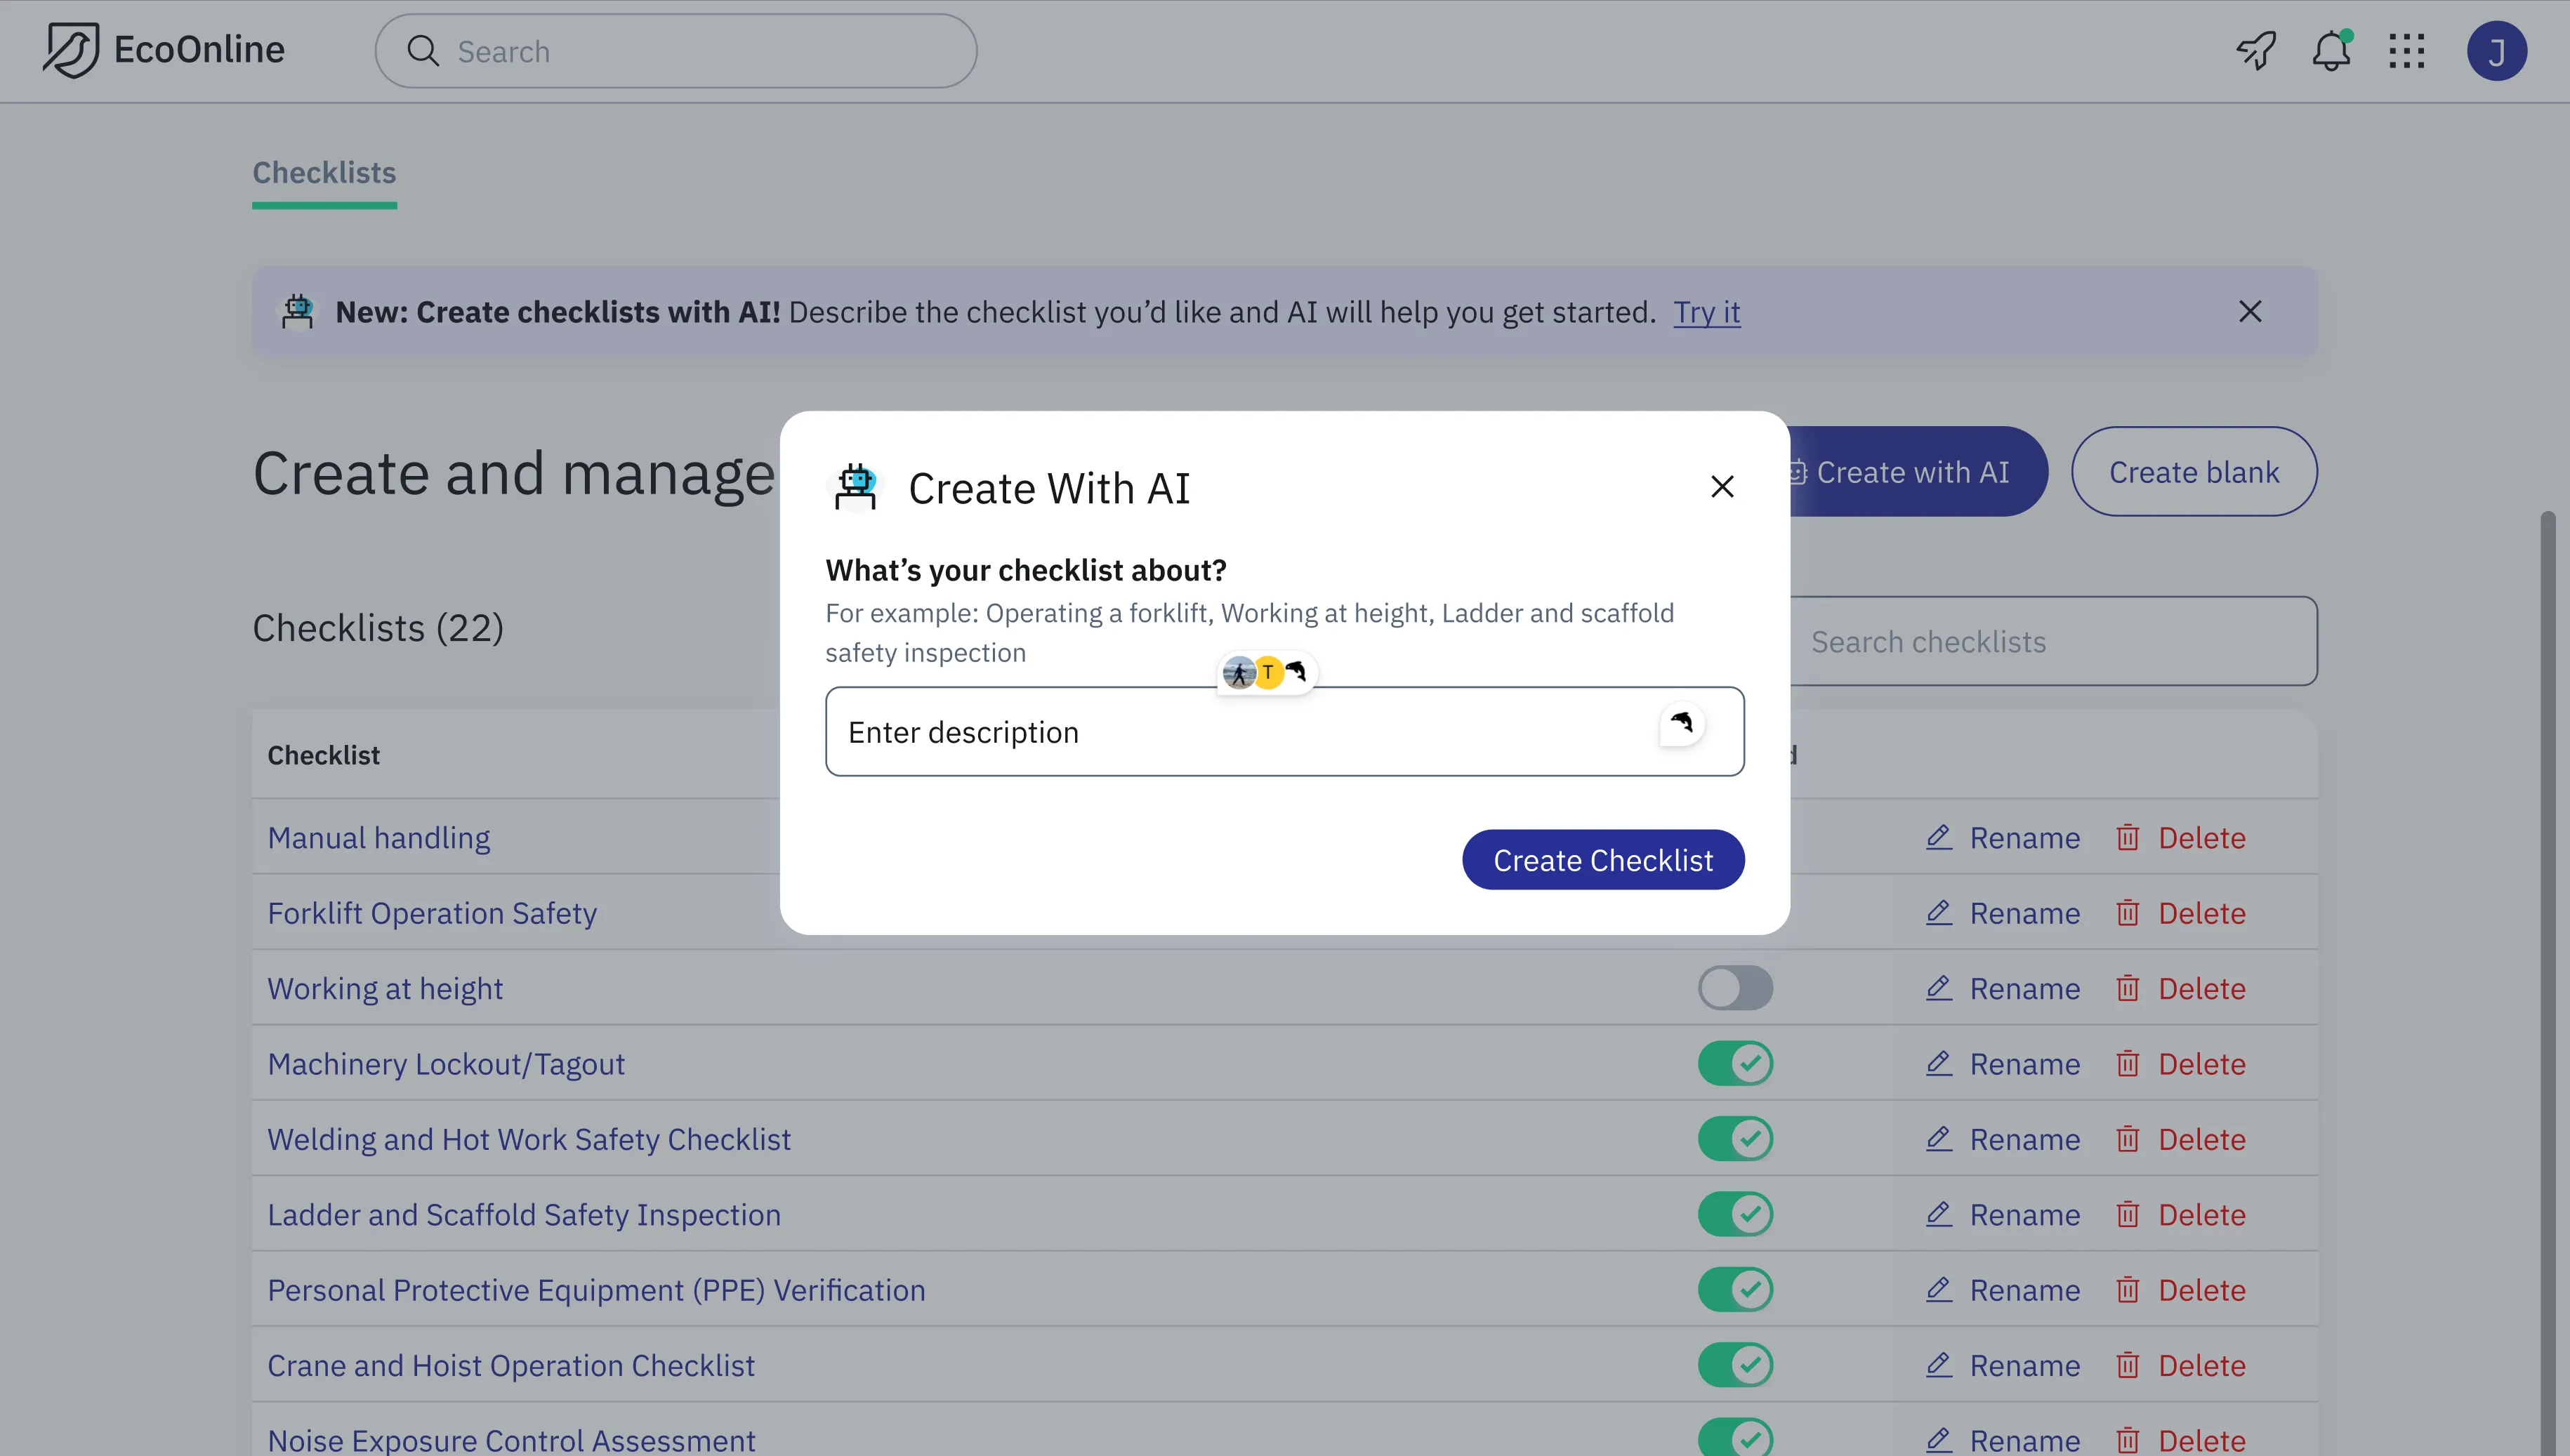 EcoOnline
Search
J
Checklists
New: Create checklists with AI! Describe the checklist you’d like and AI will help you get started. Try it
Create and manage
Create with AI
Create blank
Create With AI
What’s your checklist about?
For example: Operating a forklift, Working at height, Ladder and scaffold
safety inspection
T
Enter description
Create Checklist
Checklists (22)
Search checklists
Checklist
Manual handling Rename Delete
Forklift Operation Safety Rename Delete
Working at height Rename Delete
Machinery Lockout/Tagout Rename Delete
Welding and Hot Work Safety Checklist Rename Delete
Ladder and Scaffold Safety Inspection Rename Delete
Personal Protective Equipment (PPE) Verification Rename Delete
Crane and Hoist Operation Checklist Rename Delete
Noise Exposure Control Assessment Rename Delete